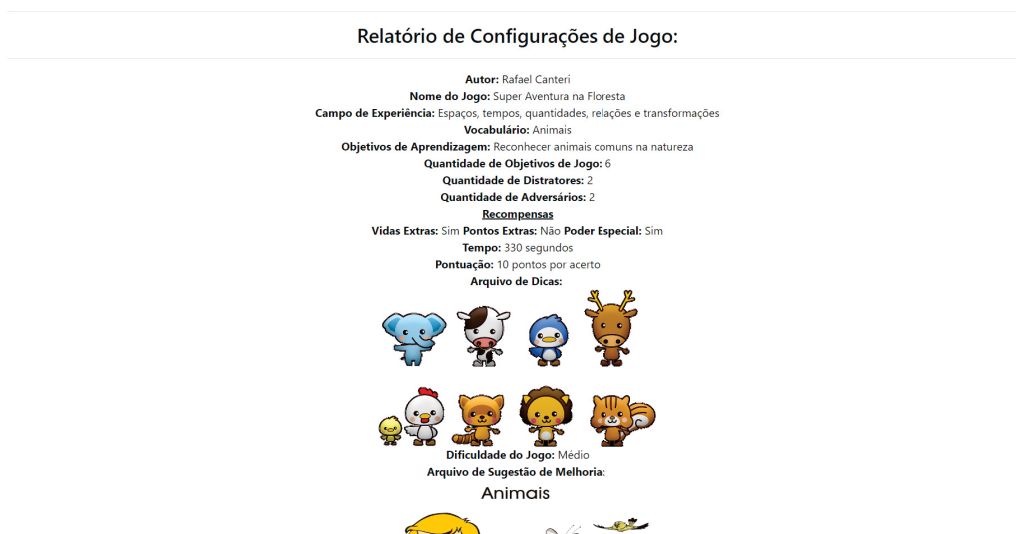 Relatório de Configurações de Jogo:
Autor: Rafael Canteri
Nome do Jogo: Super Aventura na Floresta
Campo de Experiência: Espaços, tempos, quantidades, relações e transformações
Vocabulário: Animais
Objetivos de Aprendizagem: Reconhecer animais comuns na natureza
Quantidade de Objetivos de Jogo: 6
Quantidade de Distratores: 2
Quantidade de Adversários: 2
Recompensas
Vidas Extras: Sim Pontos Extras: Não Poder Especial: Sim
Tempo: 330 segundos
Pontuação: 10 pontos por acerto
Arquivo de Dicas:
Dificuldade do Jogo: Médio
Arquivo de Sugestão de Melhoria:
Animais